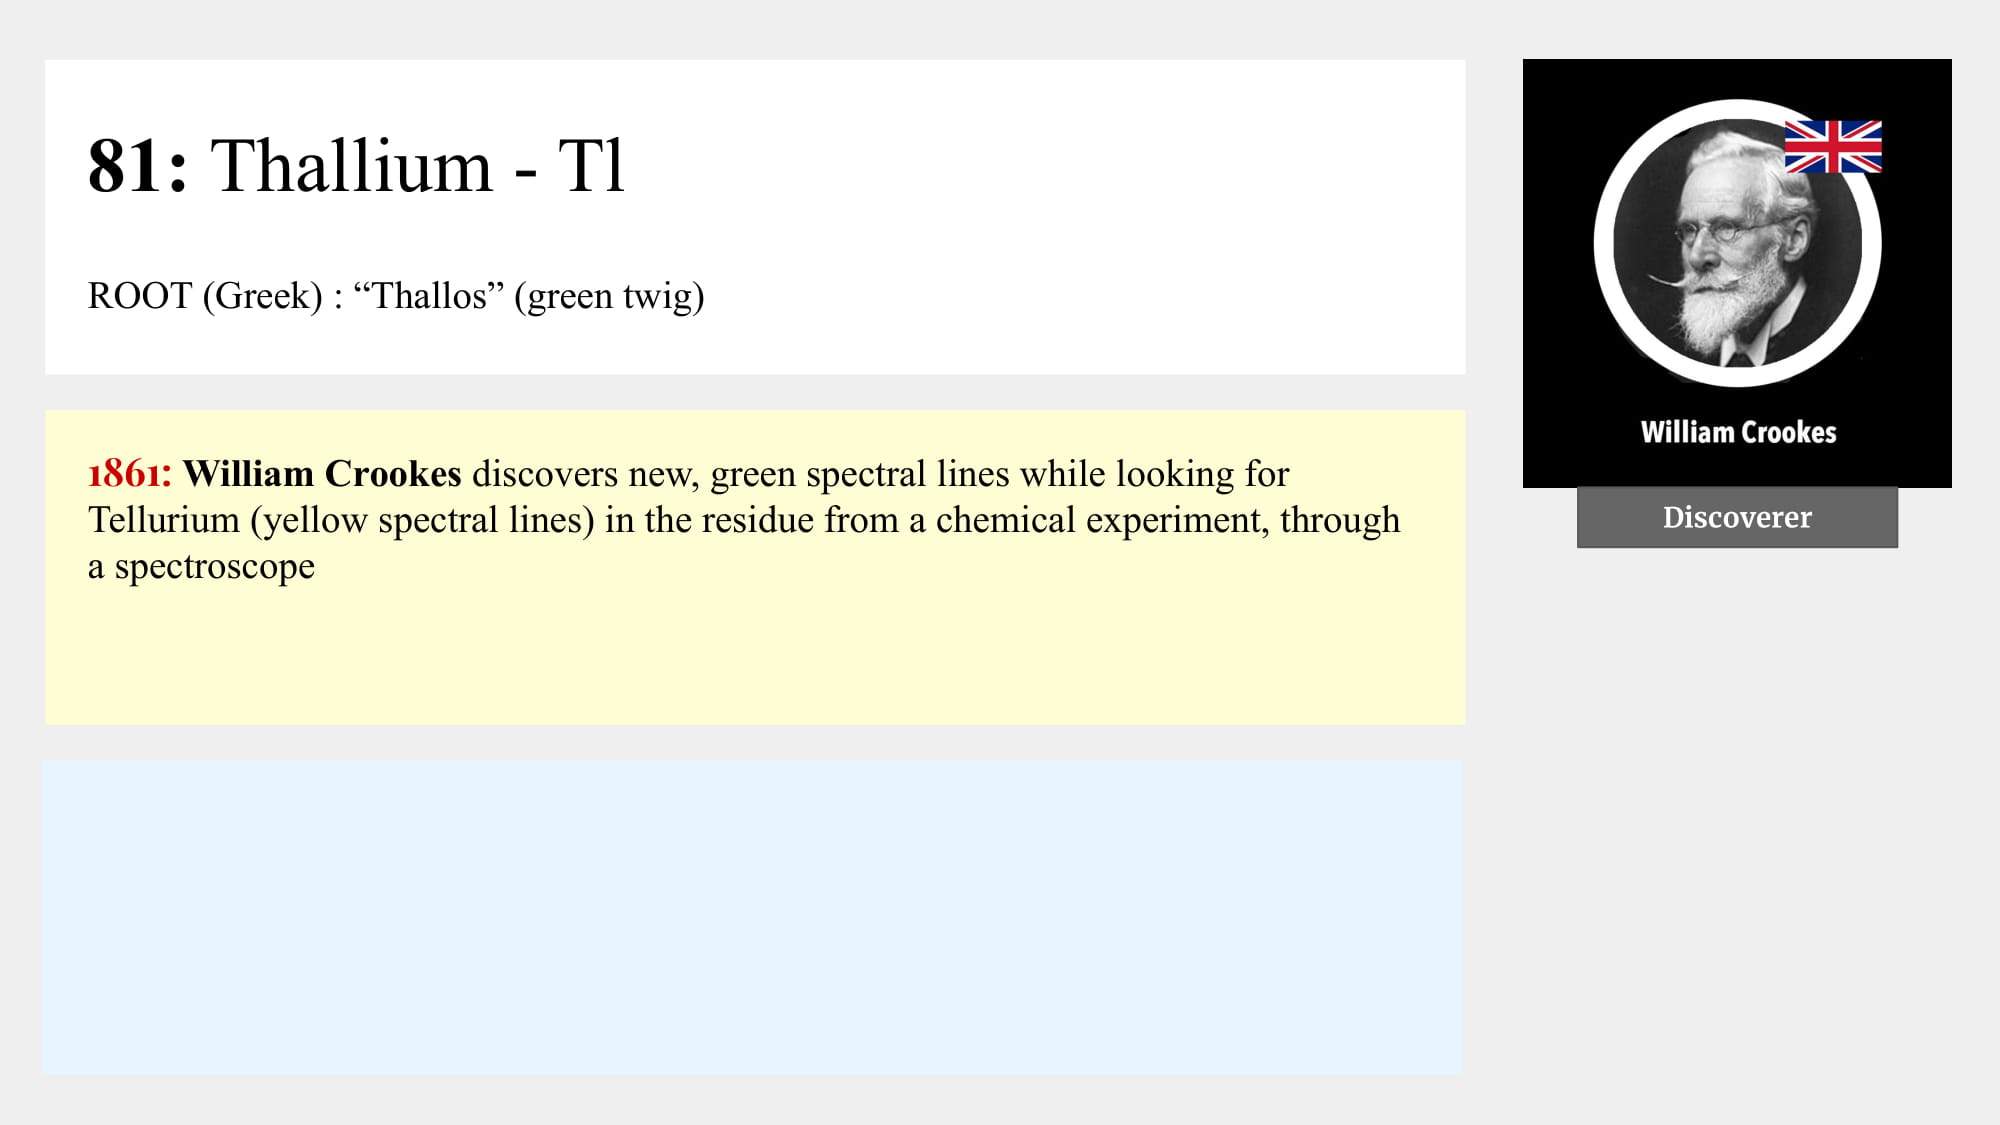 81: Thallium - Tl
ROOT (Greek) : “Thallos” (green twig)
1861: William Crookes discovers new, green spectral lines while looking for
Tellurium (yellow spectral lines) in the residue from a chemical experiment, through
a spectroscope
William Crookes
Discoverer